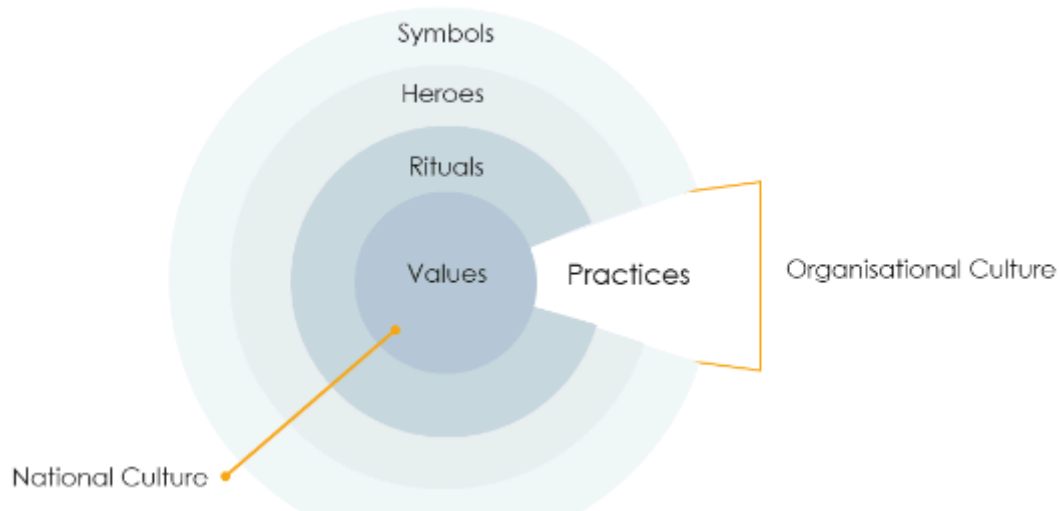 Symbols
Heroes
Rituals
Values
Practices
Organisational Culture
National Culture